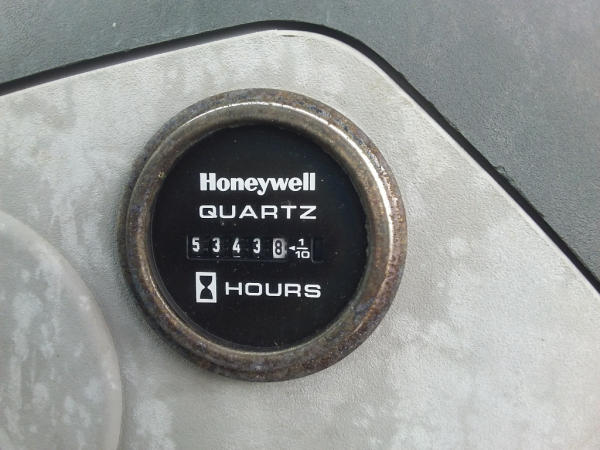 Honeywell
QUARTZ
53438 ◄1/10
HOURS